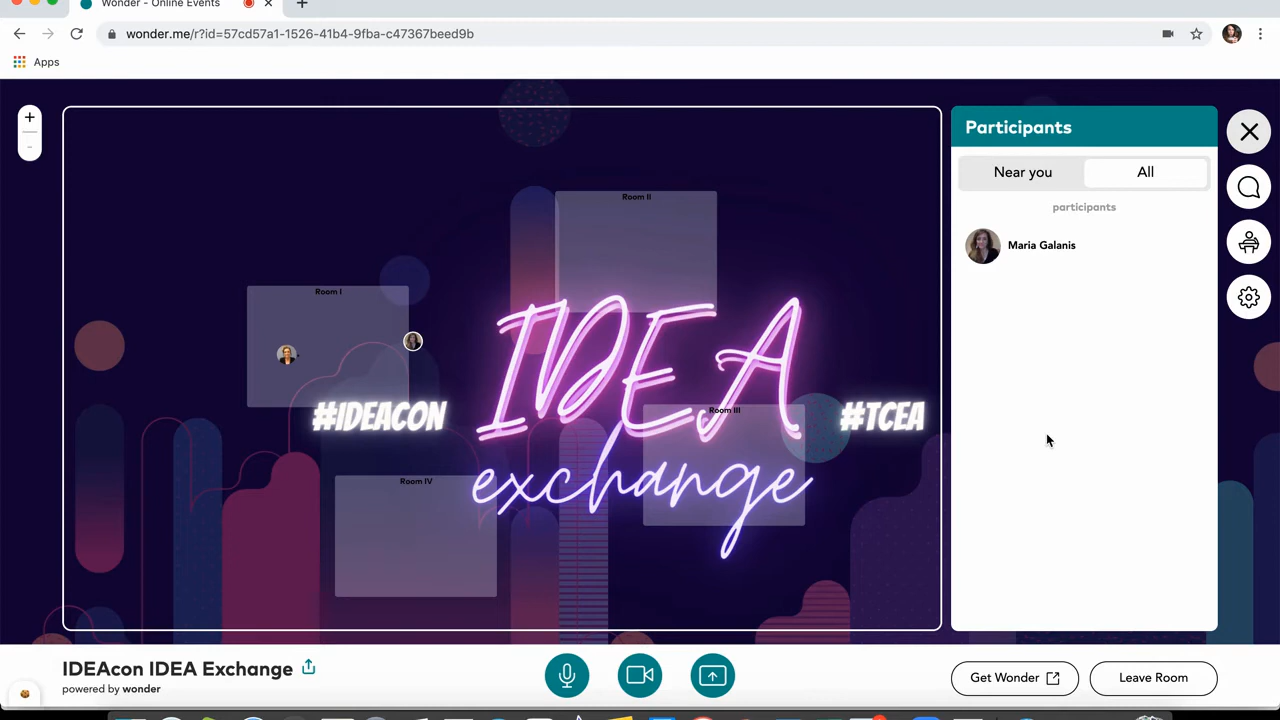 Wonder - Online Events
wonder.me/r?id=57cd57a1-1526-41b4-9fba-c47367beed9b
Apps
Participants
Near you
All
participants
Maria Galanis
Room II
Room I
IDEA
#IDEACON
#TCEA
Room III
exchange
Room IV
IDEAcon IDEA Exchange
powered by wonder
Get Wonder
Leave Room